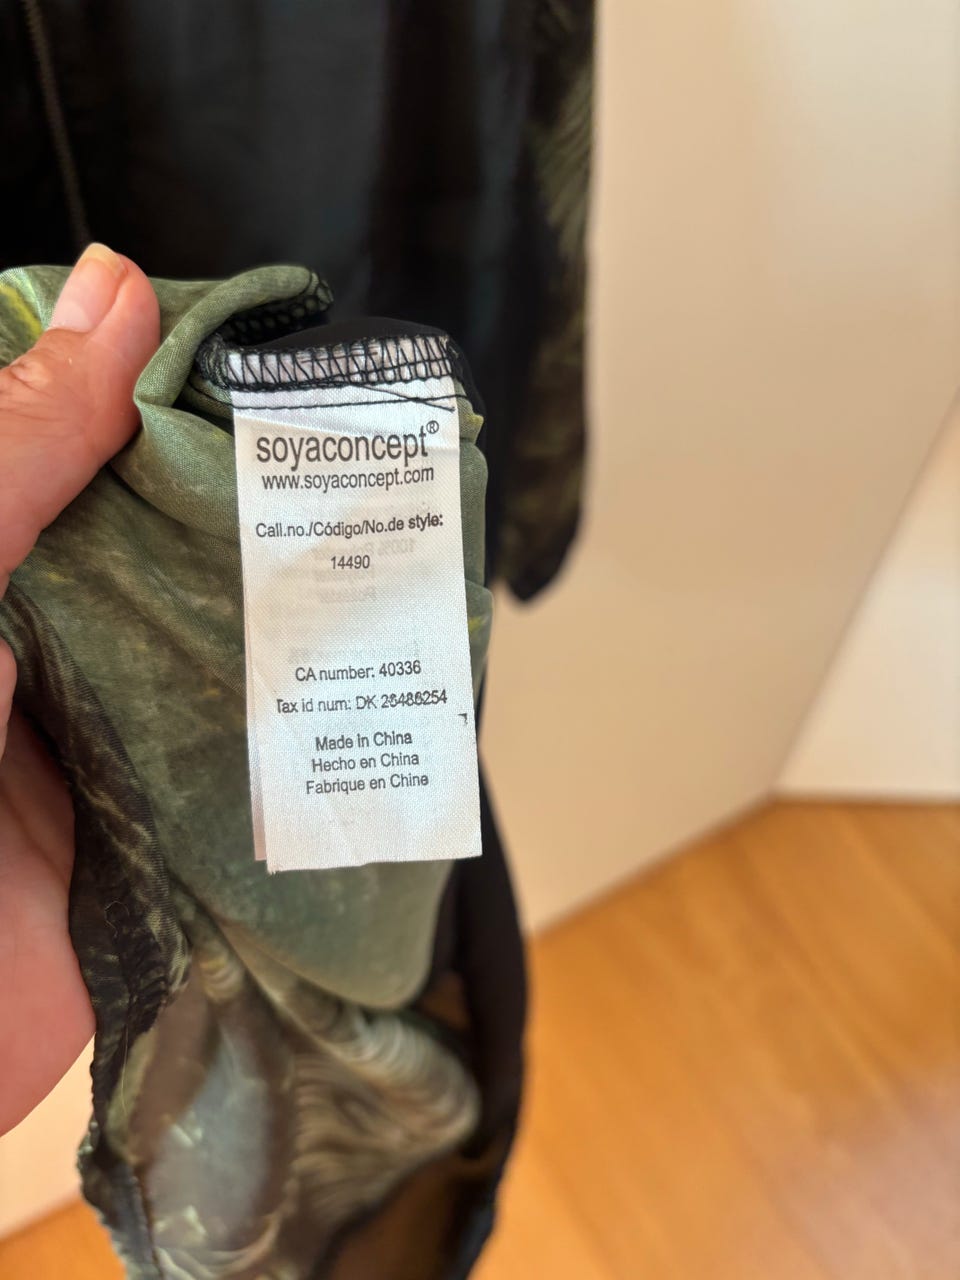 soyaconcept®
www.soyaconcept.com
Call.no./Código/No.de style:
14490
CA number: 40336
Tax id num: DK 25486254
Made in China
Hecho en China
Fabrique en Chine